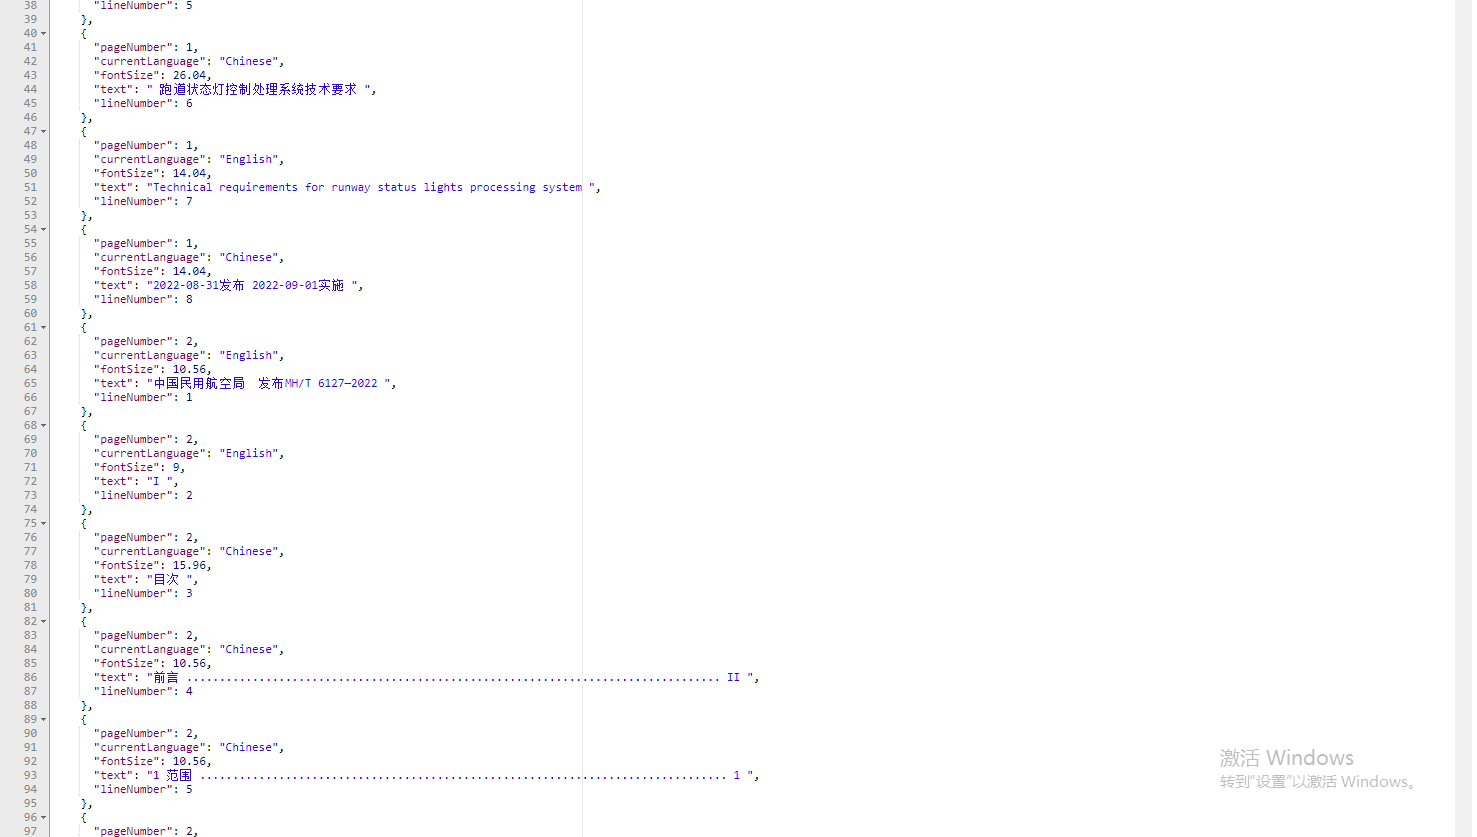 38 "lineNumber": 5
39 },
40 {
41 "pageNumber": 1,
42 "currentLanguage": "Chinese",
43 "fontSize": 26.04,
44 "text": " 跑道状态灯控制处理系统技术要求 ",
45 "lineNumber": 6
46 },
47 {
48 "pageNumber": 1,
49 "currentLanguage": "English",
50 "fontSize": 14.04,
51 "text": "Technical requirements for runway status lights processing system ",
52 "lineNumber": 7
53 },
54 {
55 "pageNumber": 1,
56 "currentLanguage": "Chinese",
57 "fontSize": 14.04,
58 "text": "2022-08-31发布 2022-09-01实施 ",
59 "lineNumber": 8
60 },
61 {
62 "pageNumber": 2,
63 "currentLanguage": "English",
64 "fontSize": 10.56,
65 "text": "中国民用航空局  发布MH/T 6127—2022 ",
66 "lineNumber": 1
67 },
68 {
69 "pageNumber": 2,
70 "currentLanguage": "English",
71 "fontSize": 9,
72 "text": "I ",
73 "lineNumber": 2
74 },
75 {
76 "pageNumber": 2,
77 "currentLanguage": "Chinese",
78 "fontSize": 15.96,
79 "text": "目次 ",
80 "lineNumber": 3
81 },
82 {
83 "pageNumber": 2,
84 "currentLanguage": "Chinese",
85 "fontSize": 10.56,
86 "text": "前言 ................................................................................. II ",
87 "lineNumber": 4
88 },
89 {
90 "pageNumber": 2,
91 "currentLanguage": "Chinese",
92 "fontSize": 10.56,
93 "text": "1 范围 ................................................................................ 1 ",
94 "lineNumber": 5
95 },
96 {
97 "pageNumber": 2,
激活 Windows
转到"设置"以激活 Windows。